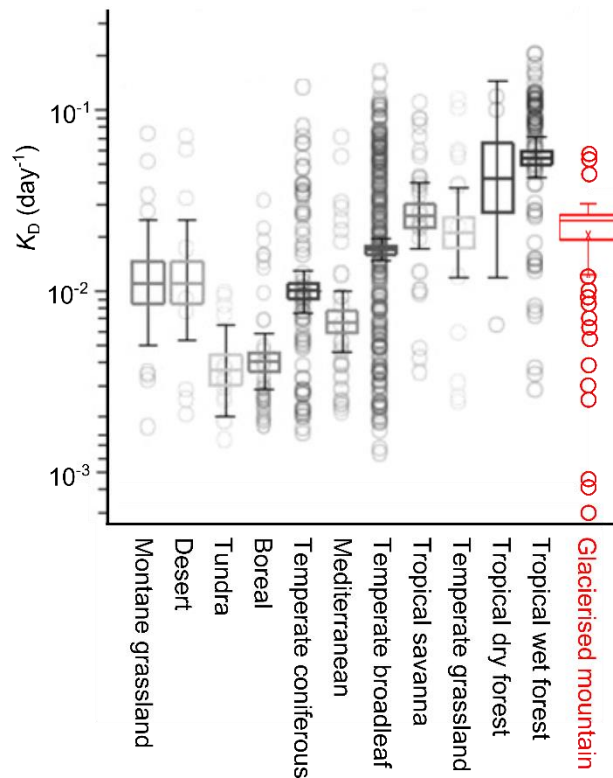 K_D (day⁻¹)
10⁻¹
10⁻²
10⁻³
Montane grassland
Desert
Tundra
Boreal
Temperate coniferous
Mediterranean
Temperate broadleaf
Tropical savanna
Temperate grassland
Tropical dry forest
Tropical wet forest
Glacierised mountain